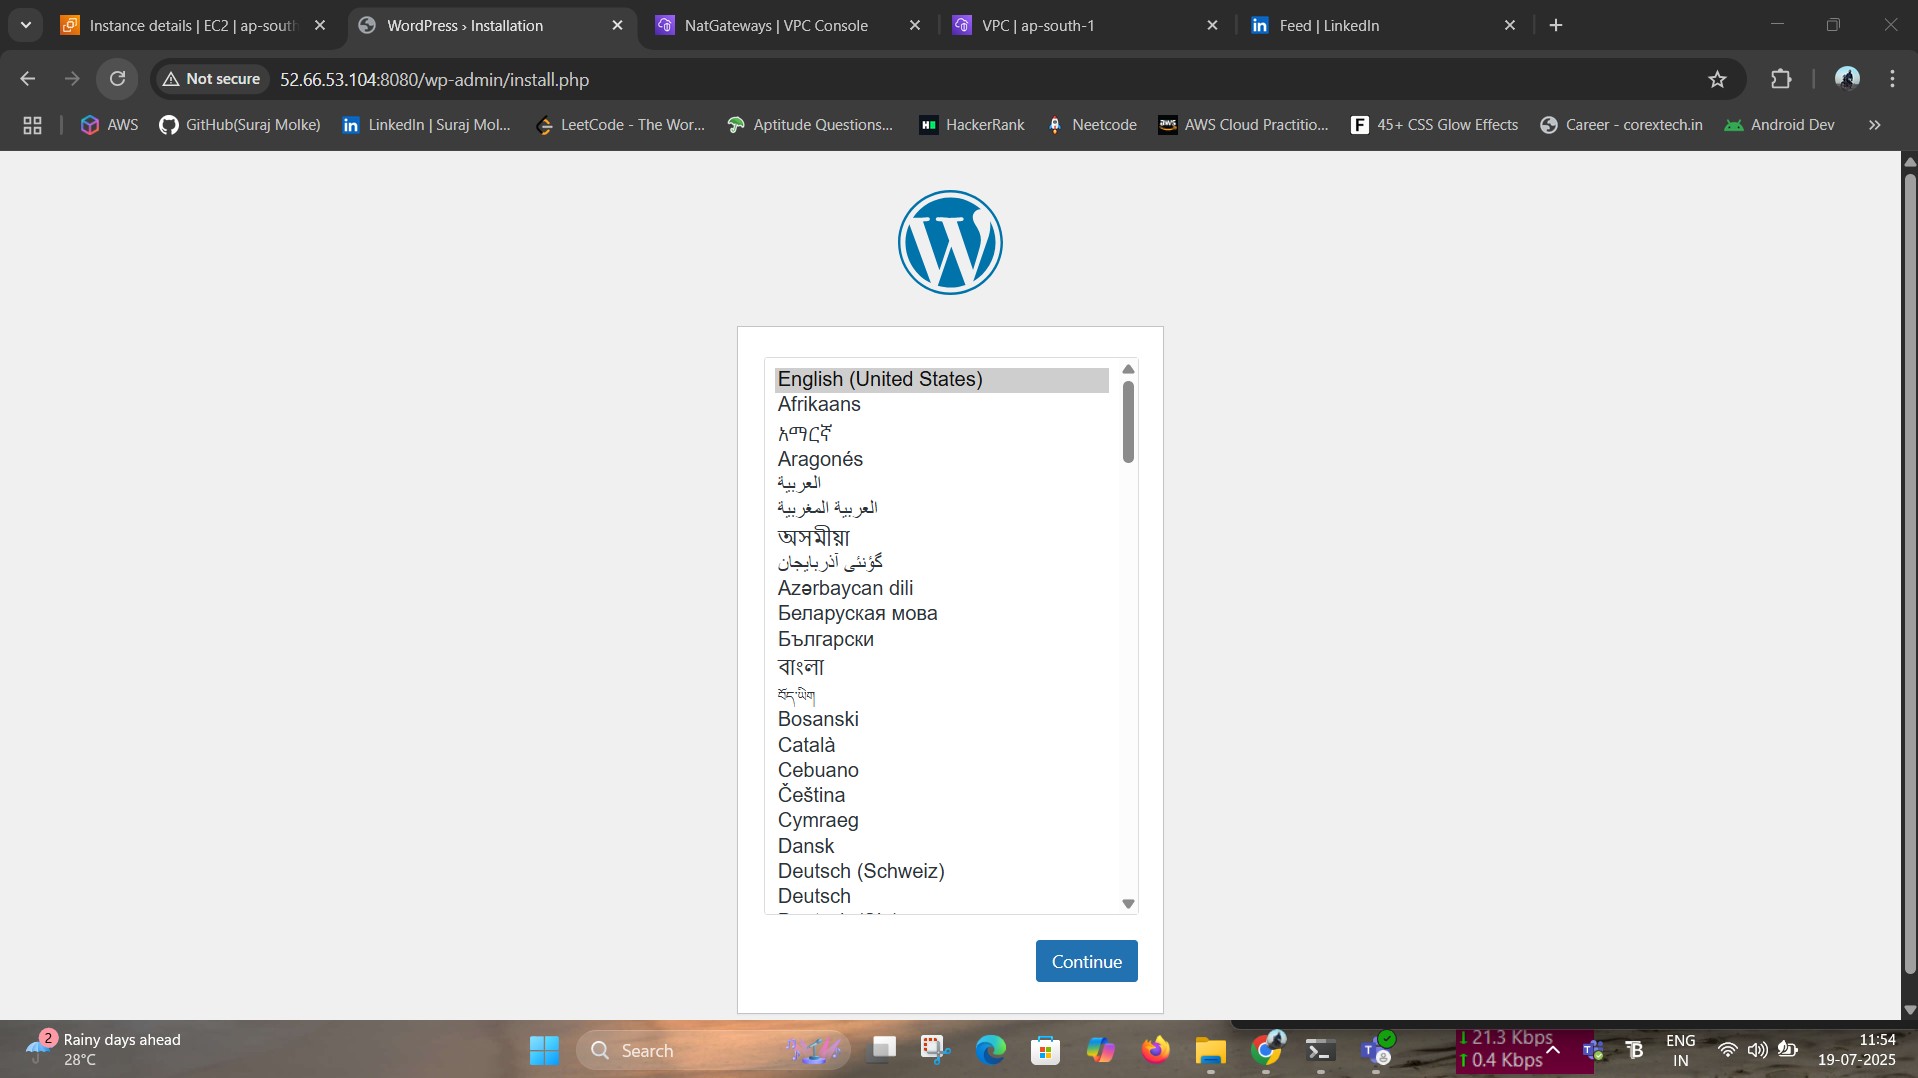 Instance details | EC2 | ap-south
WordPress › Installation
NatGateways | VPC Console
VPC | ap-south-1
Feed | LinkedIn
Not secure
52.66.53.104:8080/wp-admin/install.php
AWS
GitHub(Suraj Molke)
LinkedIn | Suraj Mol...
LeetCode - The Wor...
Aptitude Questions...
HackerRank
Neetcode
AWS Cloud Practitio...
45+ CSS Glow Effects
Career - corextech.in
Android Dev
English (United States)
Afrikaans
አማርኛ
Aragonés
العربية
العربية المغربية
অসমীয়া
گؤنئی آذربایجان
Azərbaycan dili
Беларуская мова
Български
বাংলা
བོད་ཡིག
Bosanski
Català
Cebuano
Čeština
Cymraeg
Dansk
Deutsch (Schweiz)
Deutsch
Continue
2
Rainy days ahead
28°C
Search
21.3 Kbps
0.4 Kbps
ENG
IN
11:54
19-07-2025